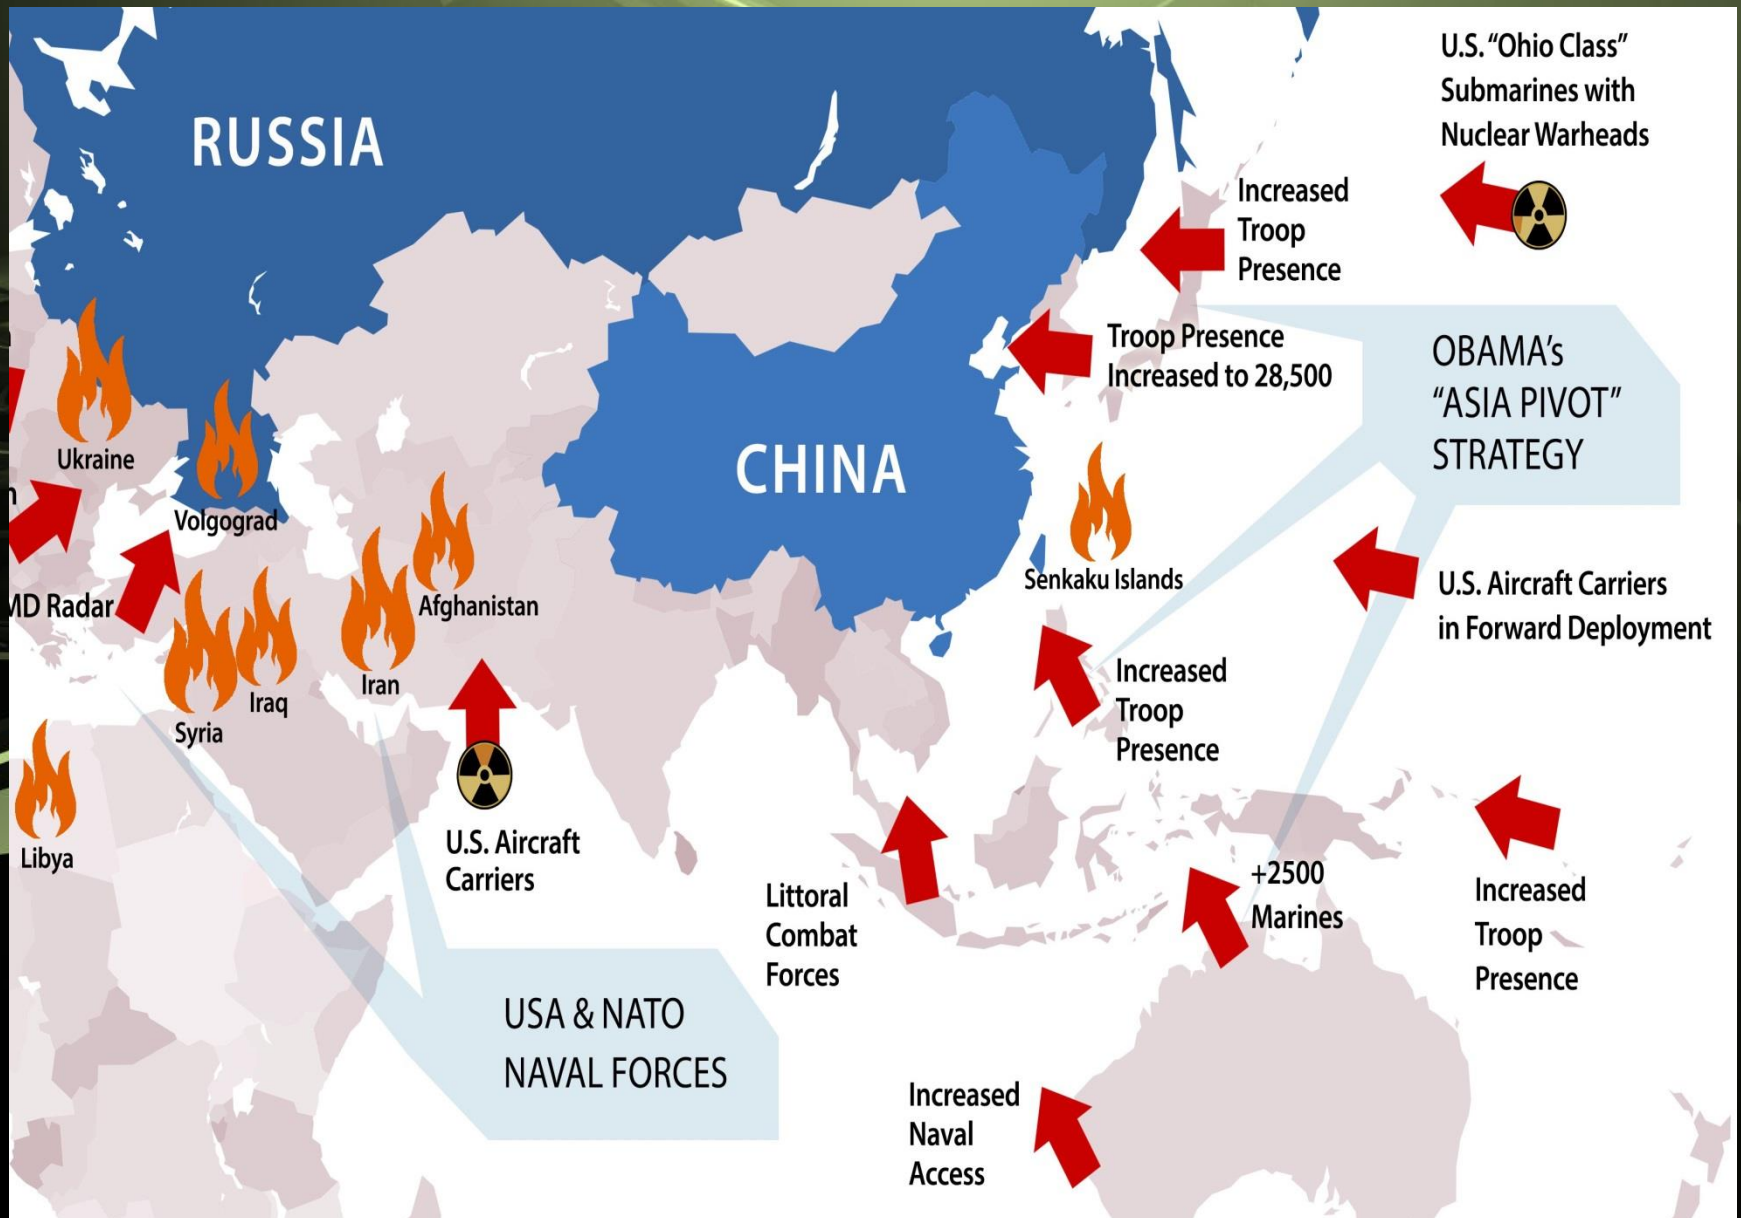 RUSSIA
U.S. “Ohio Class”
Submarines with
Nuclear Warheads
Increased
Troop
Presence
Troop Presence
Increased to 28,500
OBAMA’s
“ASIA PIVOT”
STRATEGY
Ukraine
CHINA
Volgograd
Senkaku Islands
U.S. Aircraft Carriers
in Forward Deployment
MD Radar
Afghanistan
Iran
Iraq
Syria
Increased
Troop
Presence
Libya
U.S. Aircraft
Carriers
Littoral
Combat
Forces
+2500
Marines
Increased
Troop
Presence
USA & NATO
NAVAL FORCES
Increased
Naval
Access